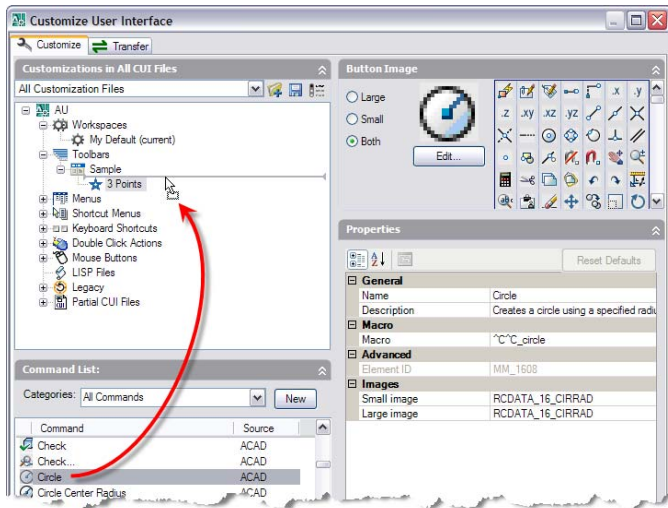 Customize User Interface
Customize Transfer
Customizations in All CUI Files
All Customization Files
AU
Workspaces
My Default (current)
Toolbars
Sample
3 Points
Menus
Shortcut Menus
Keyboard Shortcuts
Double Click Actions
Mouse Buttons
LISP Files
Legacy
Partial CUI Files
Command List:
Categories: All Commands New
Command Source
Check ACAD
Check... ACAD
Circle ACAD
Circle Center Radius ACAD
Button Image
Large
Small
Both
Edit...
.x .y
.z .xy .xz .yz
Properties
Reset Defaults
General
Name Circle
Description Creates a circle using a specified radiu
Macro
Macro ^C^C_circle
Advanced
Element ID MM_1608
Images
Small image RCDATA_16_CIRRAD
Large image RCDATA_16_CIRRAD